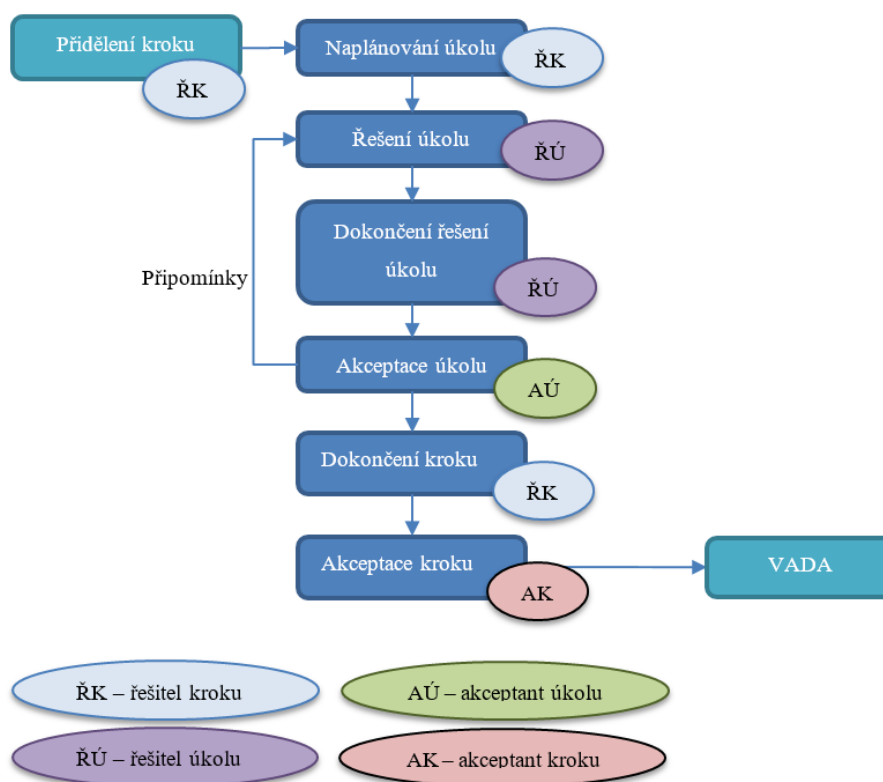 Přidělení kroku
ŘK
Naplánování úkolu
ŘK
Řešení úkolu
ŘÚ
Dokončení řešení
úkolu
ŘÚ
Připomínky
Akceptace úkolu
AÚ
Dokončení kroku
ŘK
Akceptace kroku
AK
VADA
ŘK – řešitel kroku
AÚ – akceptant úkolu
ŘÚ – řešitel úkolu
AK – akceptant kroku